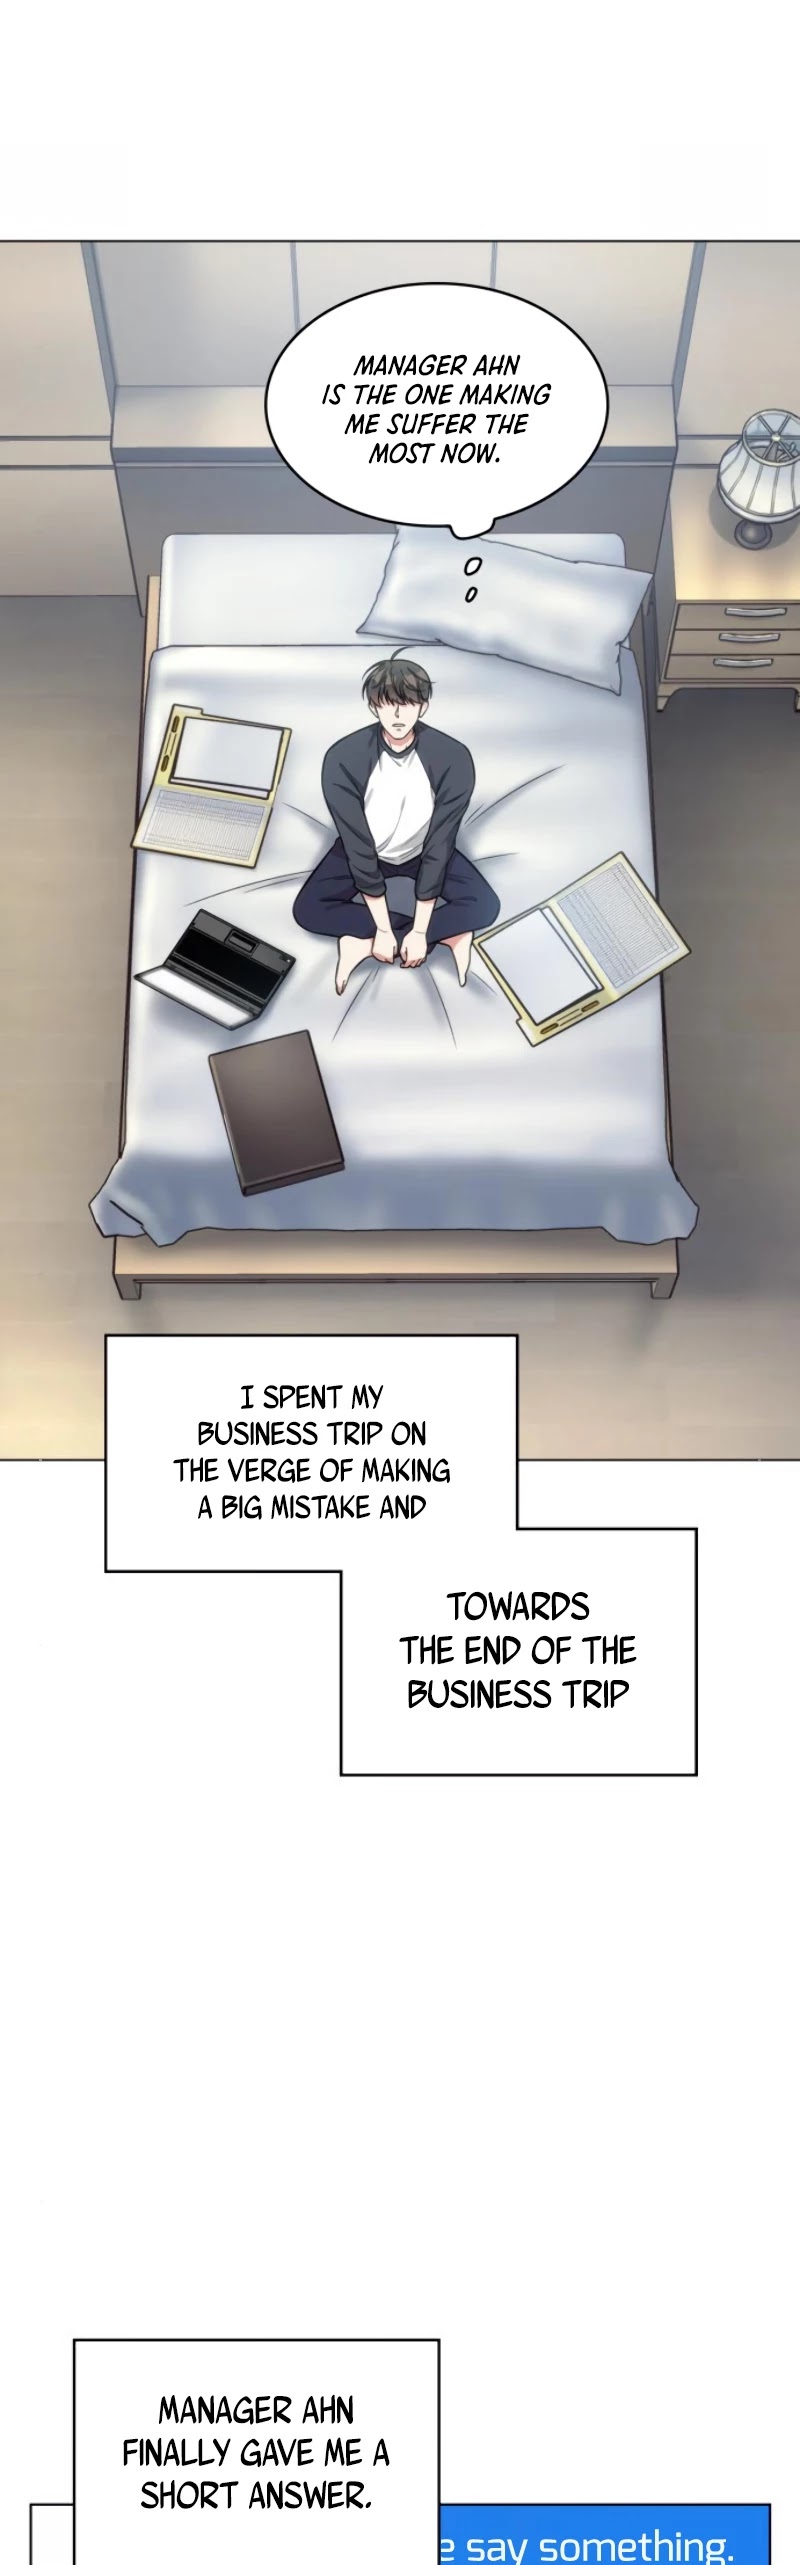 MANAGER AHN
IS THE ONE MAKING
ME SUFFER THE
MOST NOW.
I SPENT MY
BUSINESS TRIP ON
THE VERGE OF MAKING
A BIG MISTAKE AND
TOWARDS
THE END OF THE
BUSINESS TRIP
MANAGER AHN
FINALLY GAVE ME A
SHORT ANSWER.
say something.